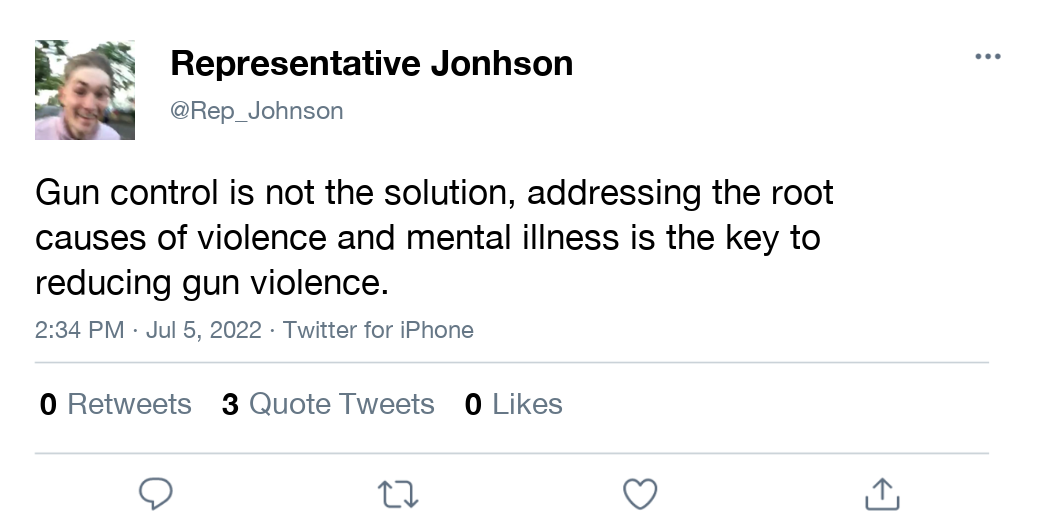 Representative Jonhson
@Rep_Johnson
Gun control is not the solution, addressing the root
causes of violence and mental illness is the key to
reducing gun violence.
2:34 PM · Jul 5, 2022 · Twitter for iPhone
0 Retweets 3 Quote Tweets 0 Likes